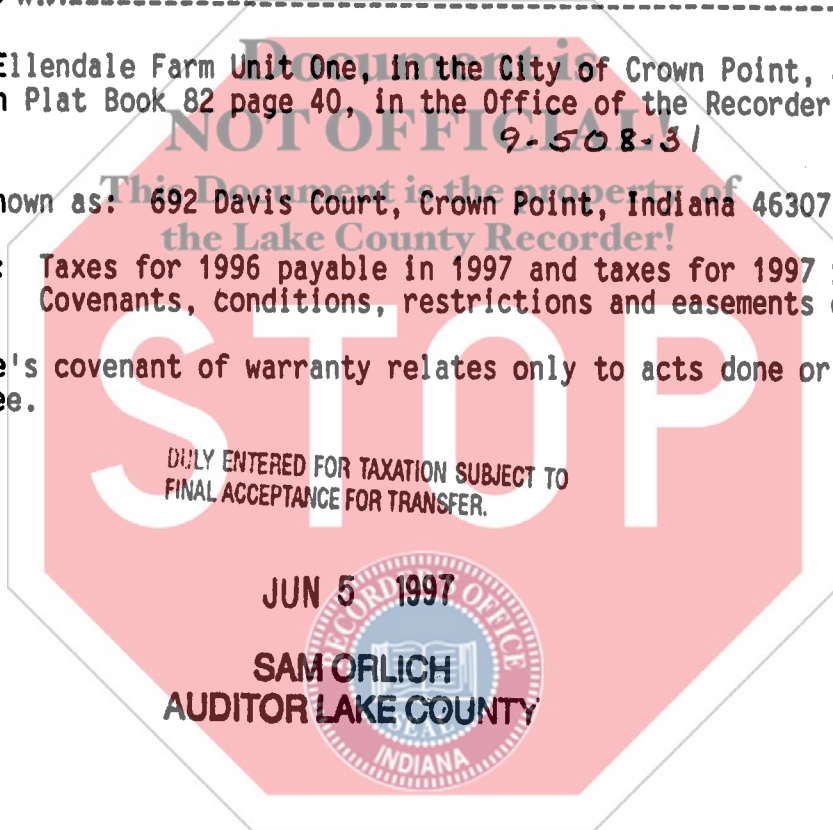 Ellendale Farm Unit One, in the City of Crown Point,
Plat Book 82 page 40, in the Office of the Recorder
9-508-31
Document is
NOT OFFICIAL!
This Document is the property of
the Lake County Recorder!
nown as: 692 Davis Court, Crown Point, Indiana 46307
: Taxes for 1996 payable in 1997 and taxes for 1997
Covenants, conditions, restrictions and easements
e's covenant of warranty relates only to acts done or
ee.
STOP
DULY ENTERED FOR TAXATION SUBJECT TO
FINAL ACCEPTANCE FOR TRANSFER.
JUN 5 1997
SAM ORLICH
AUDITOR LAKE COUNTY
RECORDER'S OFFICE
SEAL
INDIANA